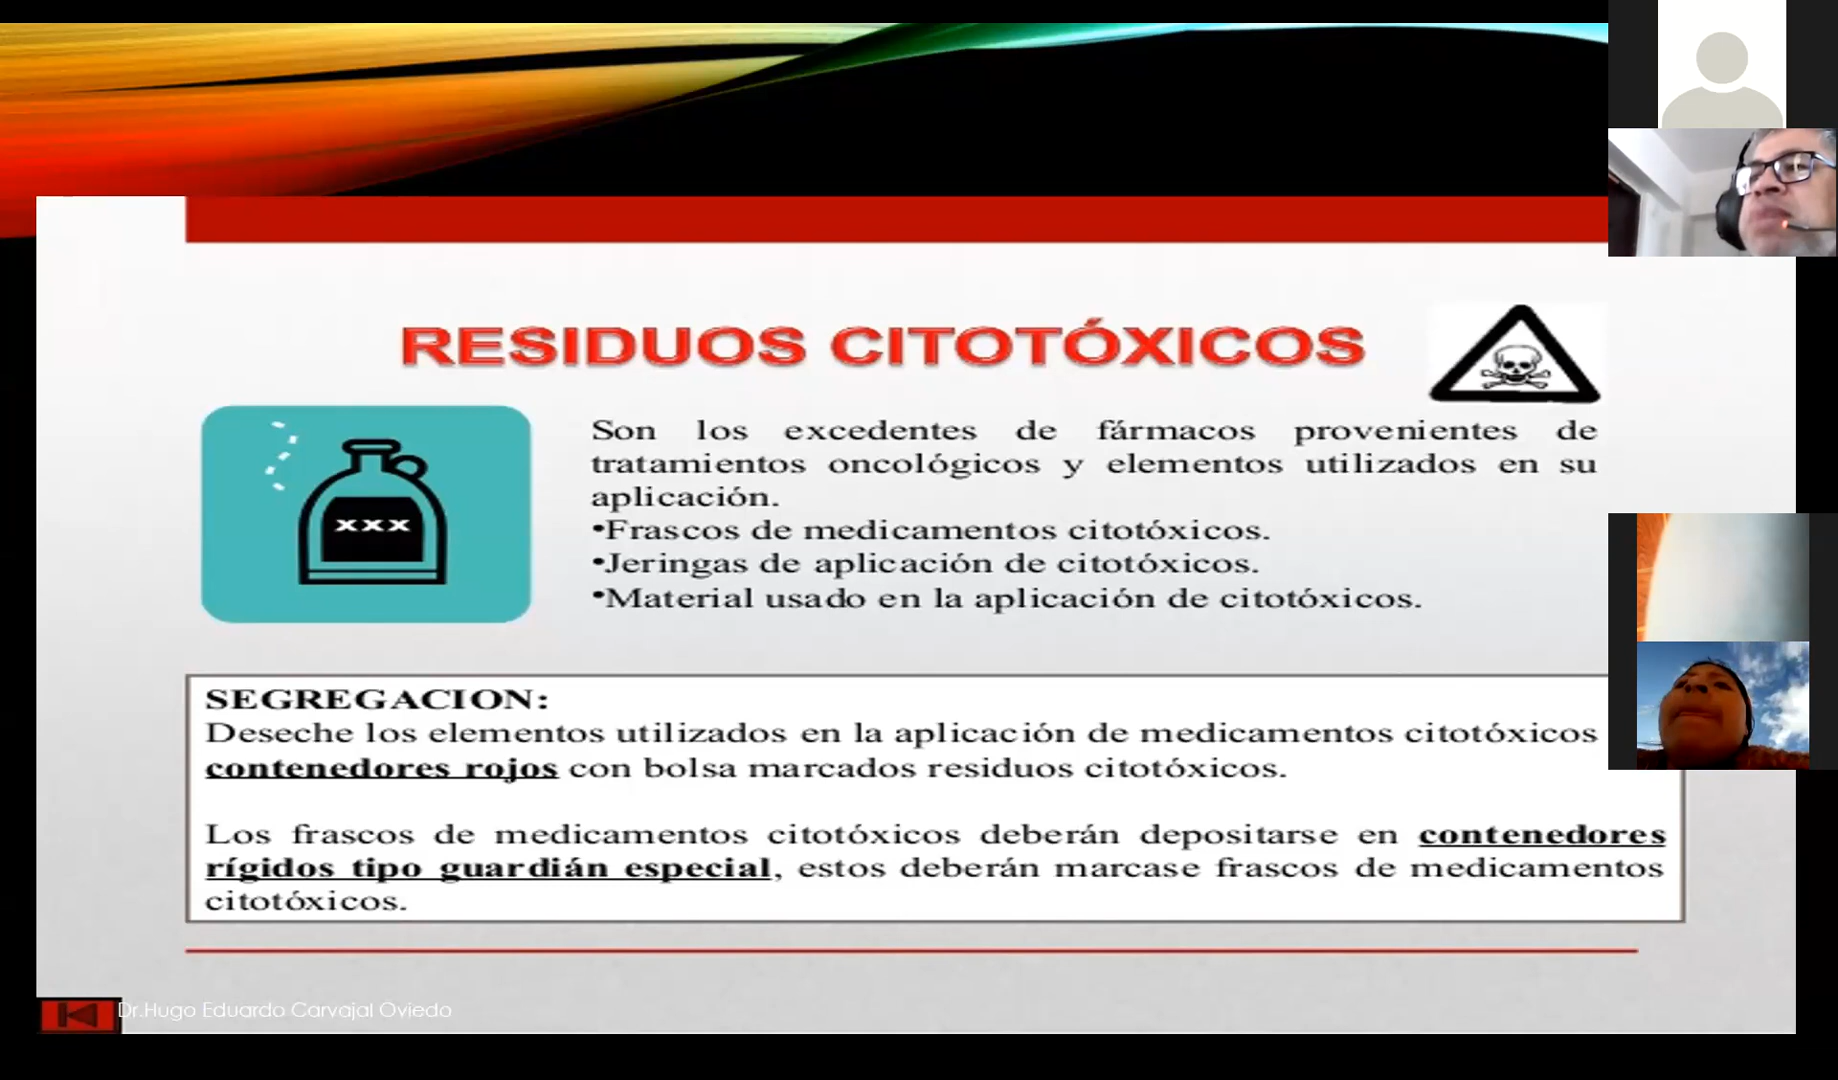 RESIDUOS CITOTÓXICOS
xxx
Son los excedentes de fármacos provenientes de
tratamientos oncológicos y elementos utilizados en su
aplicación.
•Frascos de medicamentos citotóxicos.
•Jeringas de aplicación de citotóxicos.
•Material usado en la aplicación de citotóxicos.
SEGREGACION:
Deseche los elementos utilizados en la aplicación de medicamentos citotóxicos
contenedores rojos con bolsa marcados residuos citotóxicos.
Los frascos de medicamentos citotóxicos deberán depositarse en contenedores
rígidos tipo guardián especial, estos deberán marcase frascos de medicamentos
citotóxicos.
Dr.Hugo Eduardo Carvajal Oviedo